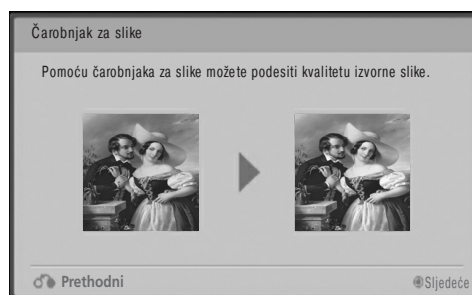 Čarobnjak za slike
Pomoću čarobnjaka za slike možete podesiti kvalitetu izvorne slike.
Prethodni
Sljedeće